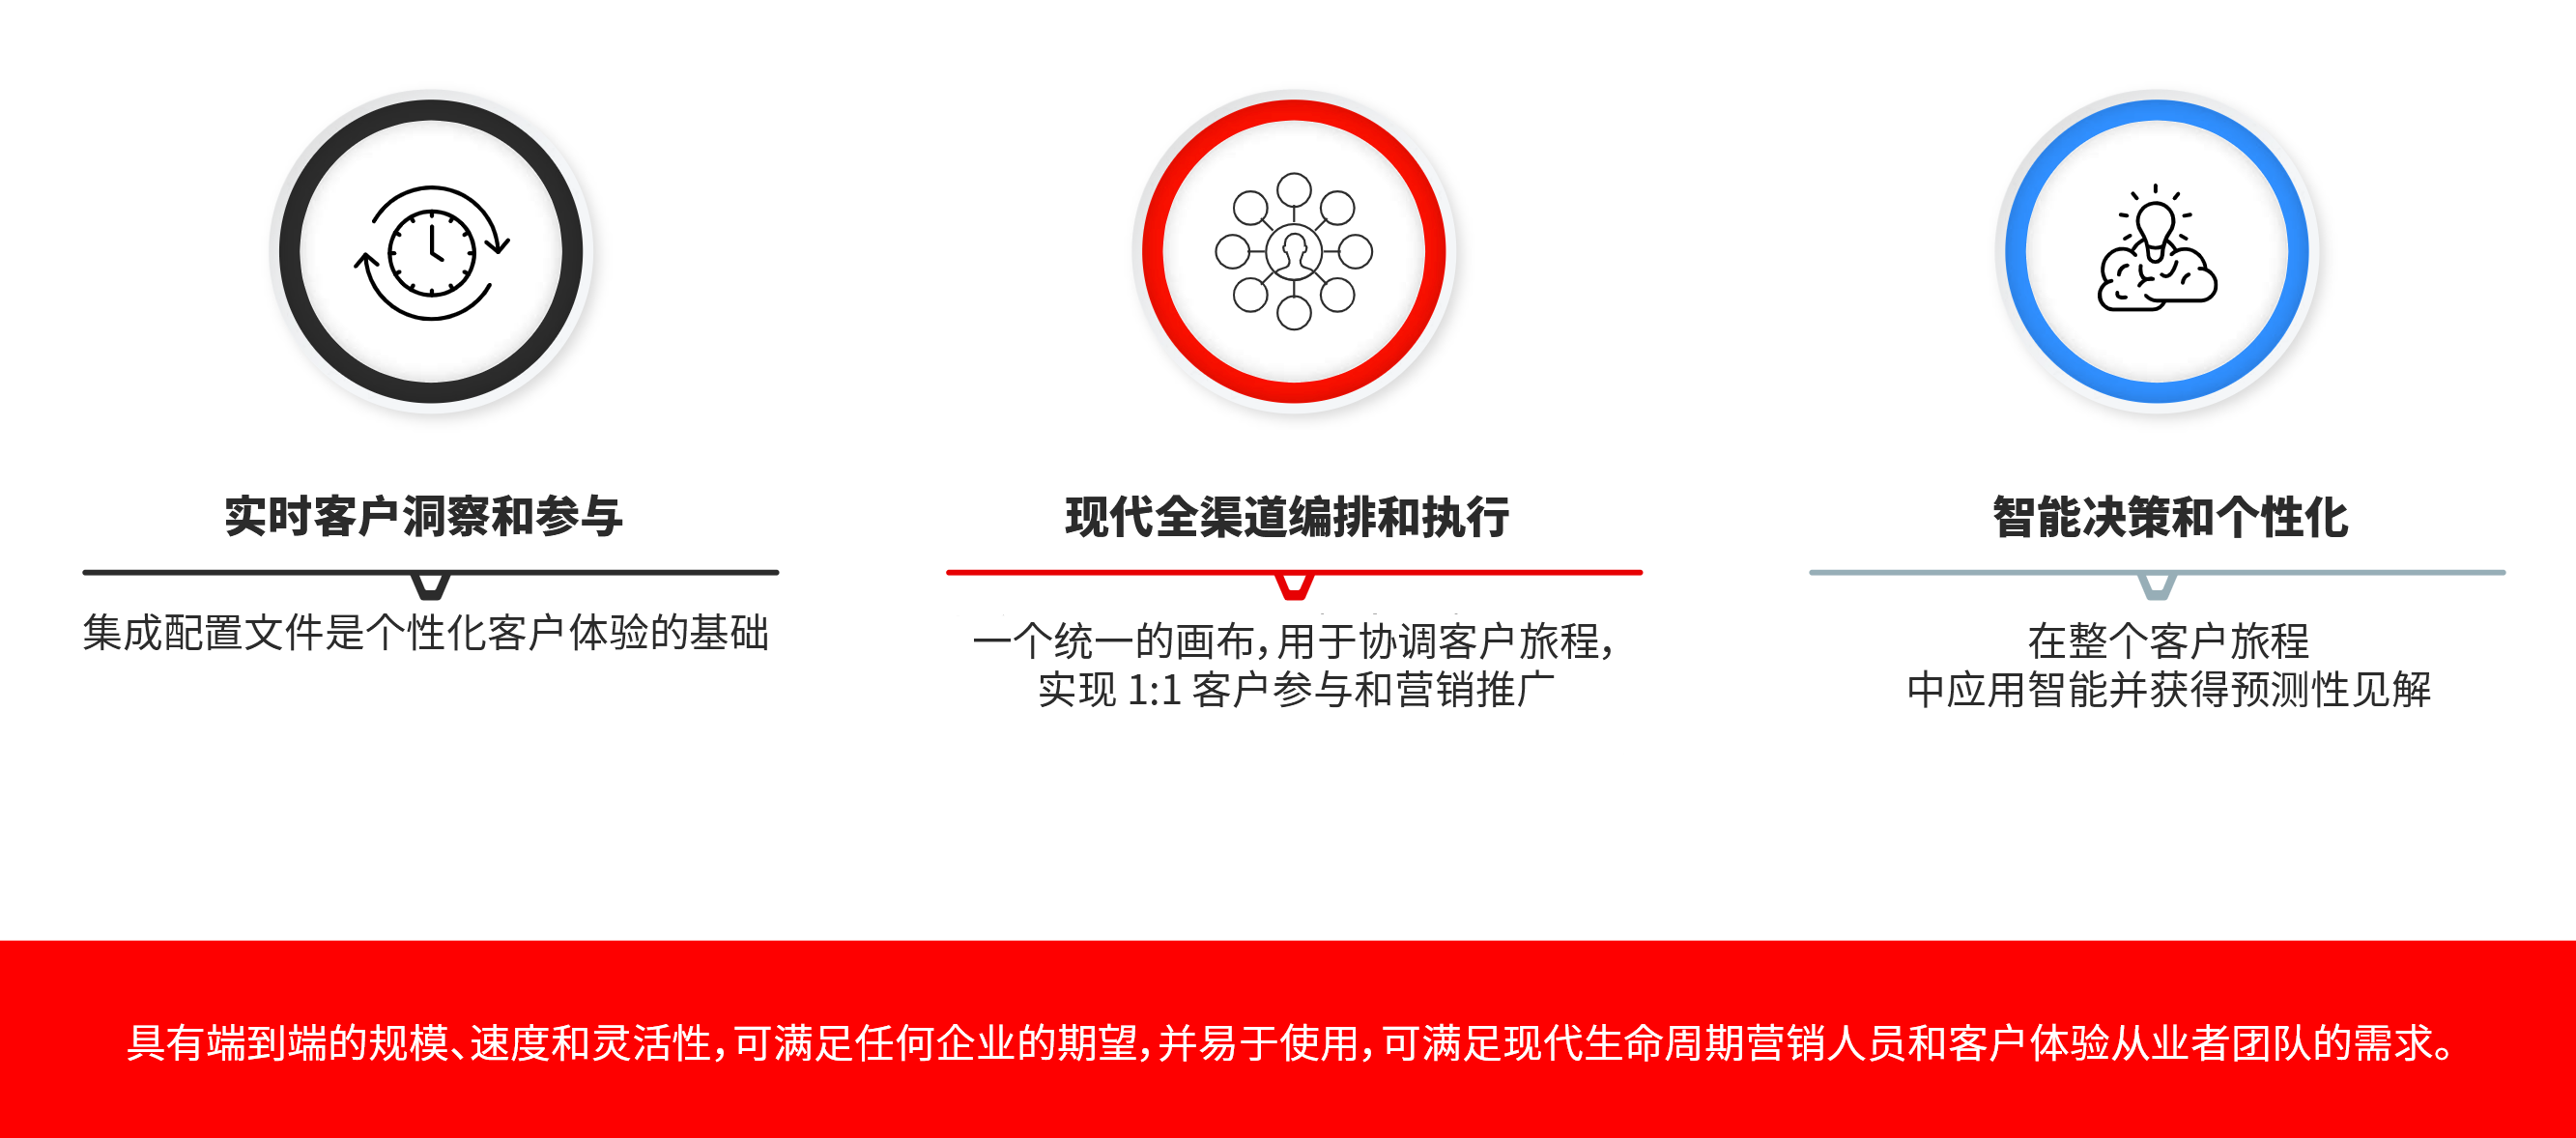 实时客户洞察和参与
集成配置文件是个性化客户体验的基础
现代全渠道编排和执行
一个统一的画布，用于协调客户旅程，
实现 1:1 客户参与和营销推广
智能决策和个性化
在整个客户旅程
中应用智能并获得预测性见解
具有端到端的规模、速度和灵活性，可满足任何企业的期望，并易于使用，可满足现代生命周期营销人员和客户体验从业者团队的需求。